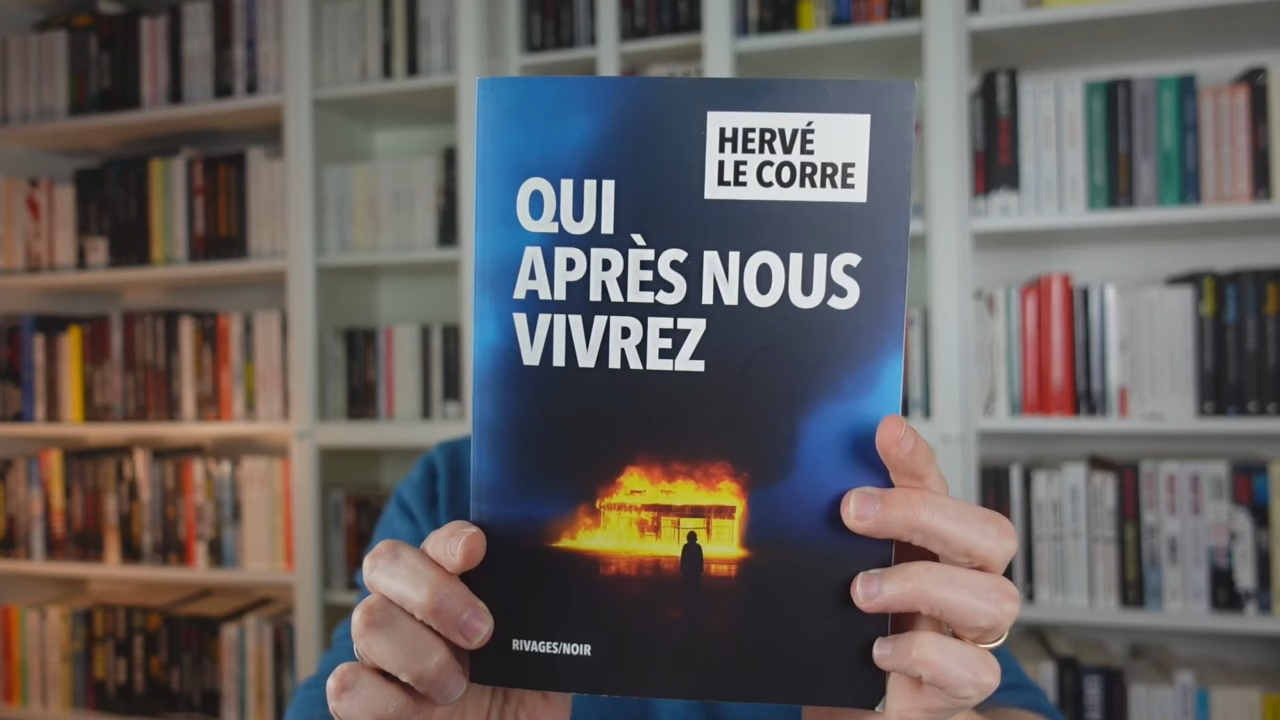 HERVÉ
LE CORRE
QUI
APRÈS NOUS
VIVREZ
RIVAGES/NOIR